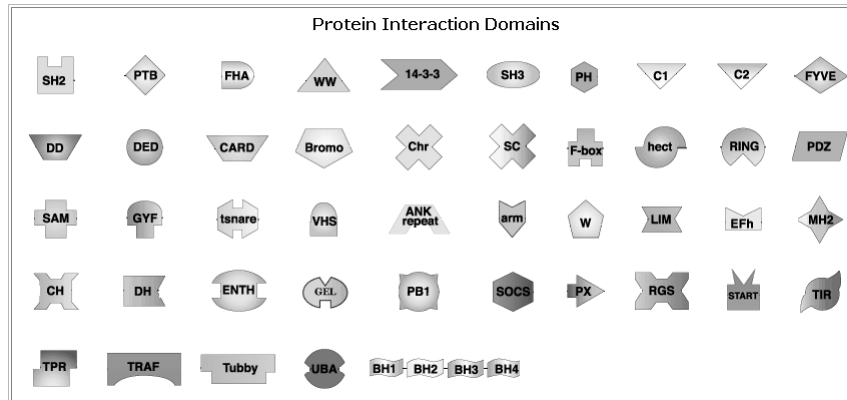 Protein Interaction Domains
SH2 PTB FHA WW 14-3-3 SH3 PH C1 C2 FYVE
DD DED CARD Bromo Chr SC F-box hect RING PDZ
SAM GYF tsnare VHS ANK repeat arm W LIM EFh MH2
CH DH ENTH GEL PB1 SOCS PX RGS START TIR
TPR TRAF Tubby UBA BH1 BH2 BH3 BH4